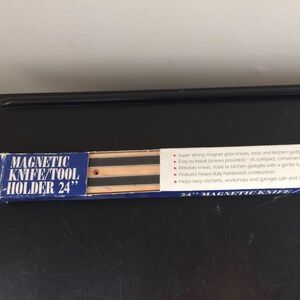 MAGNETIC
KNIFE/TOOL
HOLDER 24"
Super strong magnet grips knives, tools and kitchen gadg
Easy to install (screws provided) - it's compact, convenien
Releases knives, tools or kitchen gadgets with a gentle t
Features heavy-duty hardwood construction.
Helps keep kitchens, workshops and garages safe and
24" MAGNETIC KNIFE